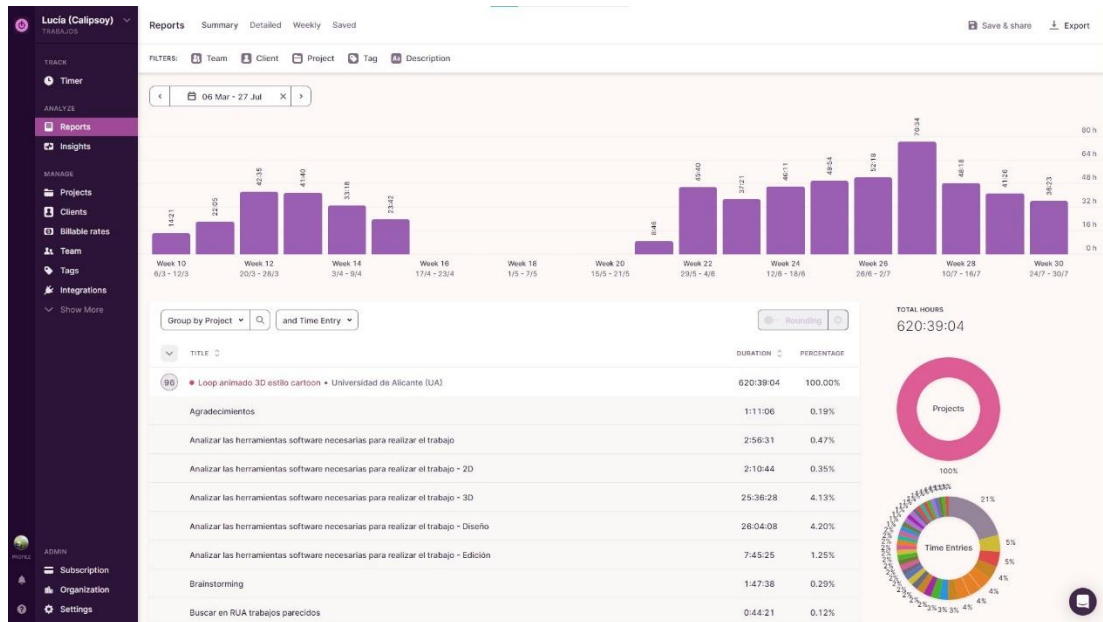 Lucía (Calipsoy)
TRABAJOS
TRACK
Timer
ANALYZE
Reports
Insights
MANAGE
Projects
Clients
Billable rates
Team
Tags
Integrations
Show More
PROFILE
ADMIN
Subscription
Organization
Settings
Reports Summary Detailed Weekly Saved
Save & share Export
FILTERS: Team Client Project Tag Description
06 Mar - 27 Jul
14:21
22:05
42:35
41:40
33:18
23:42
8:46
45:40
37:21
46:11
49:54
52:18
70:34
48:18
41:26
36:23
80 h
64 h
48 h
32 h
16 h
0 h
Week 10 Week 12 Week 14 Week 16 Week 18 Week 20 Week 22 Week 24 Week 26 Week 28 Week 30
6/3 - 12/3 20/3 - 26/3 3/4 - 9/4 17/4 - 23/4 1/5 - 7/5 15/5 - 21/5 29/5 - 4/6 12/6 - 18/6 26/6 - 2/7 10/7 - 16/7 24/7 - 30/7
Group by Project and Time Entry Rounding
TITLE DURATION PERCENTAGE
96 Loop animado 3D estilo cartoon • Universidad de Alicante (UA) 620:39:04 100.00%
Agradecimientos 1:11:06 0.19%
Analizar las herramientas software necesarias para realizar el trabajo 2:56:31 0.47%
Analizar las herramientas software necesarias para realizar el trabajo - 2D 2:10:44 0.35%
Analizar las herramientas software necesarias para realizar el trabajo - 3D 25:36:28 4.13%
Analizar las herramientas software necesarias para realizar el trabajo - Diseño 26:04:08 4.20%
Analizar las herramientas software necesarias para realizar el trabajo - Edición 7:45:25 1.25%
Brainstorming 1:47:38 0.29%
Buscar en RUA trabajos parecidos 0:44:21 0.12%
TOTAL HOURS
620:39:04
Projects
100%
Time Entries
21%
5%
5%
4%
4%
4%
4%
3%
3%